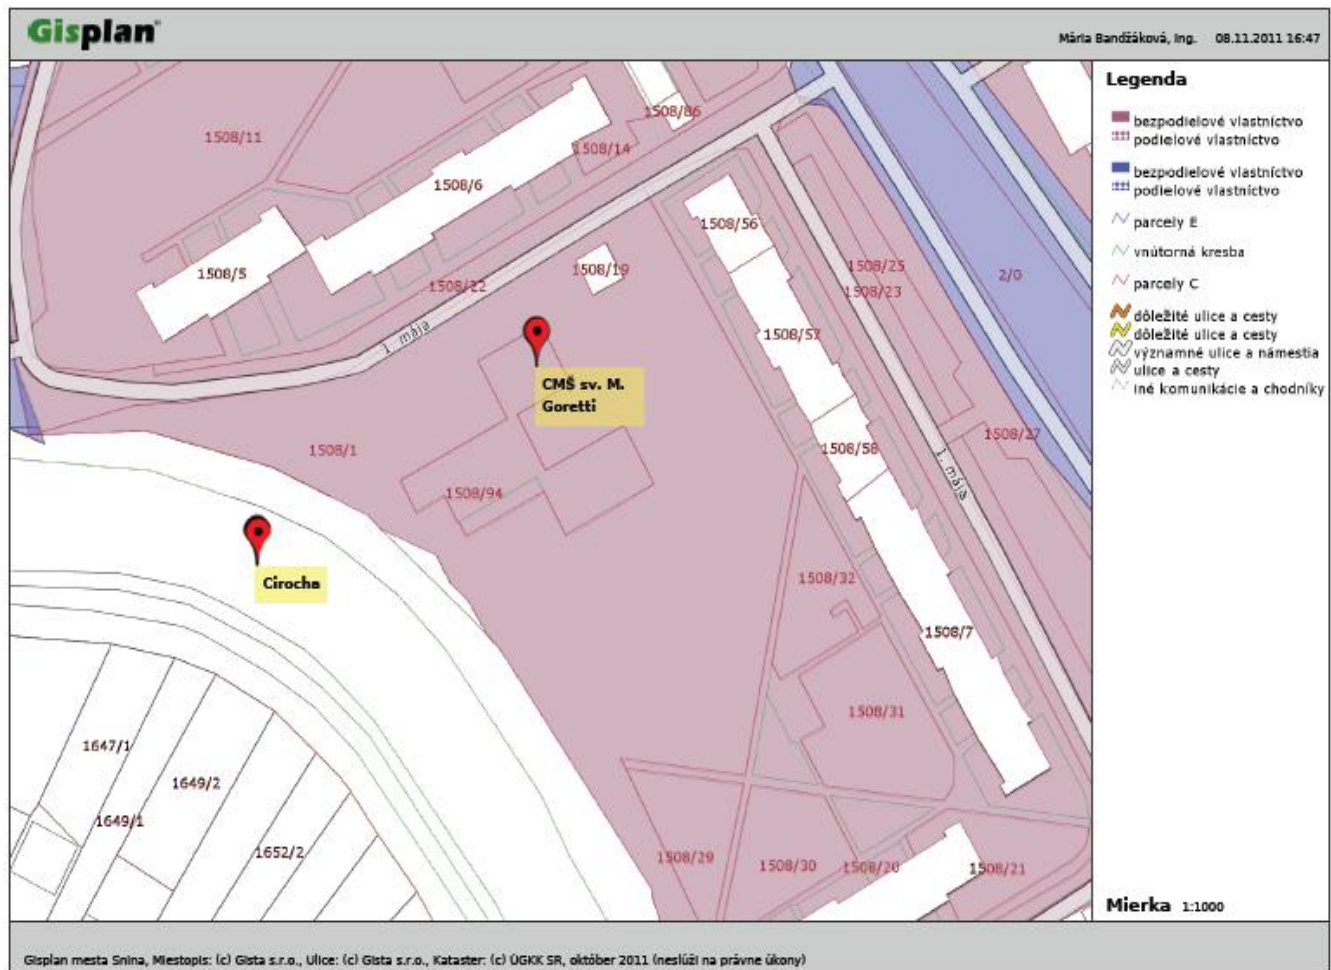 Gisplan
Mária Bandžáková, Ing. 08.11.2011 16:47
Legenda
bezpodielové vlastníctvo
podielové vlastníctvo
bezpodielové vlastníctvo
podielové vlastníctvo
parcely E
vnútorná kresba
parcely C
dôležité ulice a cesty
dôležité ulice a cesty
významné ulice a námestia
ulice a cesty
iné komunikácie a chodníky
1508/86
1508/11
1508/14
1508/6
1508/56
1508/5
1508/19
1508/25
2/0
1508/22
1508/23
1. mája
1508/57
CMŠ sv. M.
Goretti
1508/1
1508/58
1508/27
1. mája
1508/94
Cirocha
1508/32
1508/7
1508/31
1647/1
1649/2
1649/1
1652/2
1508/29
1508/30
1508/20
1508/21
Mierka 1:1000
Gisplan mesta Snina, Miestopis: (c) Gista s.r.o., Ulice: (c) Gista s.r.o., Kataster: (c) ÚGKK SR, október 2011 (neslúži na právne úkony)